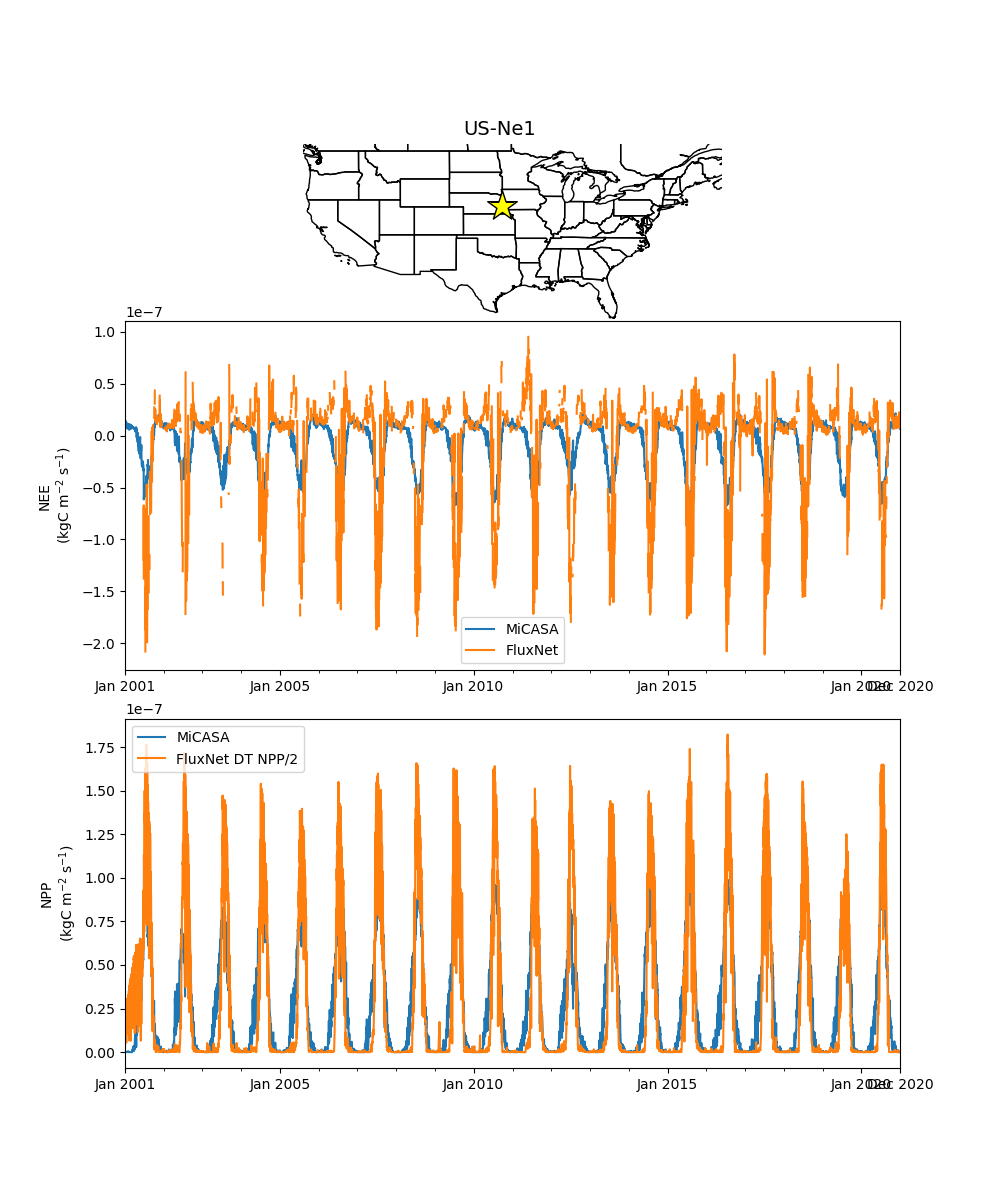 US-Ne1
1e−7
1.0
0.5
0.0
−0.5
−1.0
−1.5
−2.0
NEE
(kgC m⁻² s⁻¹)
MiCASA
FluxNet
Jan 2001
Jan 2005
Jan 2010
Jan 2015
Jan 2020
Dec 2020
1e−7
1.75
1.50
1.25
1.00
0.75
0.50
0.25
0.00
NPP
(kgC m⁻² s⁻¹)
MiCASA
FluxNet DT NPP/2
Jan 2001
Jan 2005
Jan 2010
Jan 2015
Jan 2020
Dec 2020